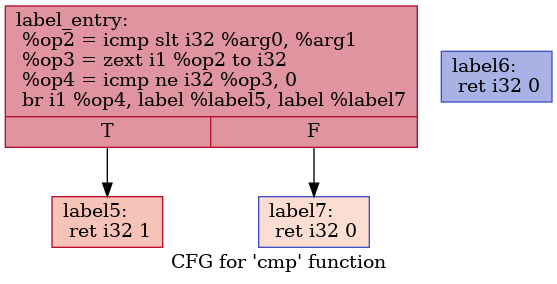 label_entry:
%op2 = icmp slt i32 %arg0, %arg1
%op3 = zext i1 %op2 to i32
%op4 = icmp ne i32 %op3, 0
br i1 %op4, label %label5, label %label7
T
F
label6:
ret i32 0
label5:
ret i32 1
label7:
ret i32 0
CFG for 'cmp' function